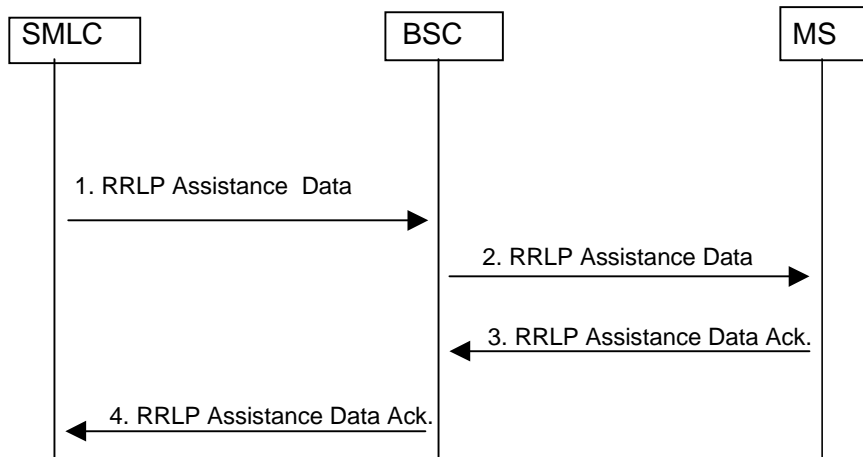 SMLC
BSC
MS
1. RRLP Assistance Data
2. RRLP Assistance Data
3. RRLP Assistance Data Ack.
4. RRLP Assistance Data Ack.